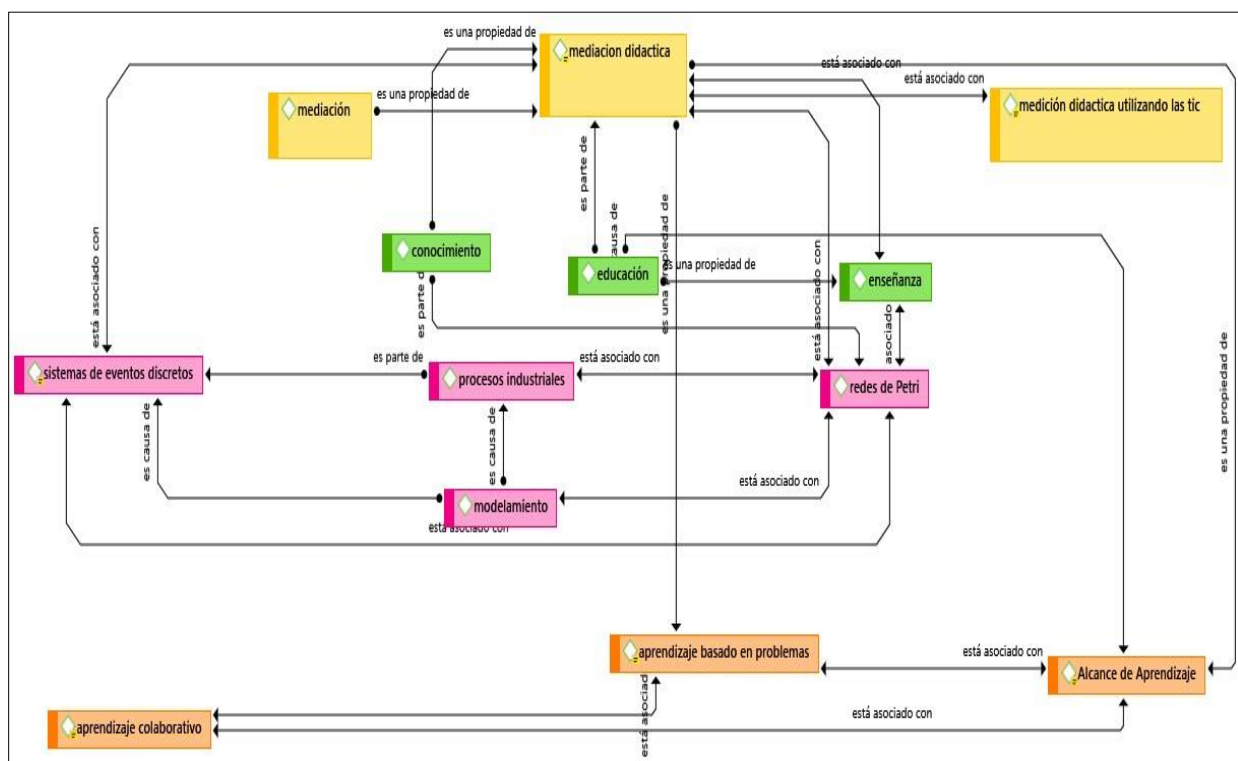 es una propiedad de
mediacion didactica
está asociado con
está asociado con
es una propiedad de
mediación
medición didactica utilizando las tic
es parte de
causa de
es una propiedad de
está asociado con
conocimiento
educación
es una propiedad de
enseñanza
es parte d
está asociado con
asociado
es una propiedad de
sistemas de eventos discretos
es parte de
procesos industriales
está asociado con
redes de Petri
es causa de
es causa de
modelamiento
está asociado con
está asociado con
aprendizaje basado en problemas
está asociado con
Alcance de Aprendizaje
está asociad
aprendizaje colaborativo
está asociado con